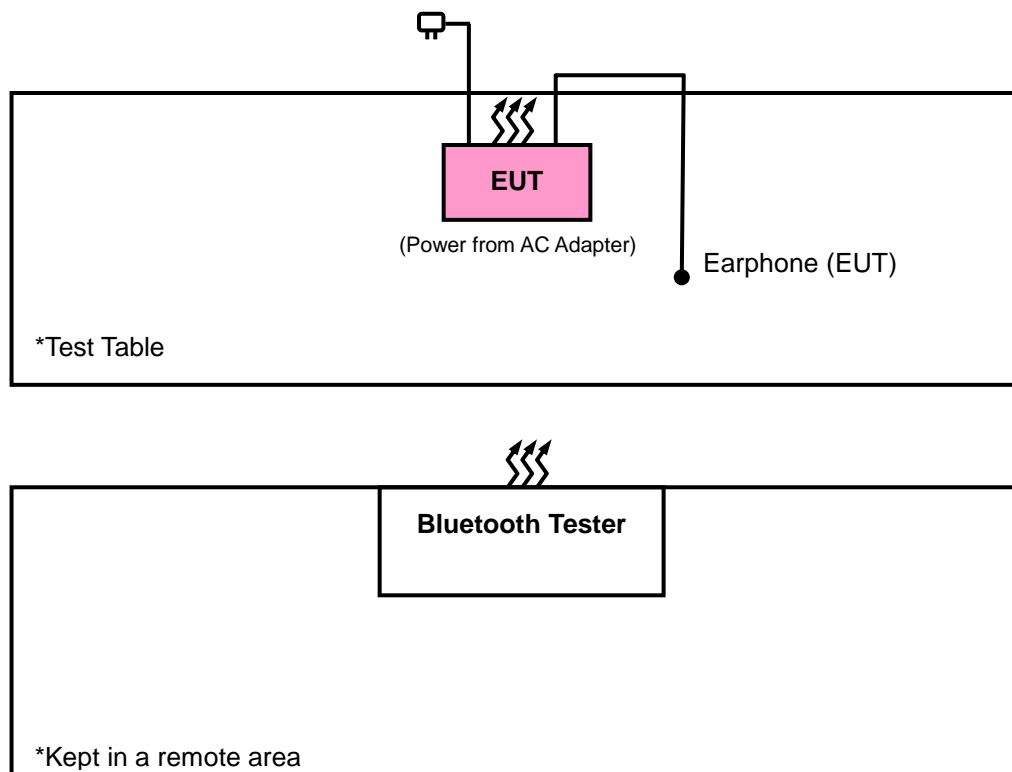 EUT
(Power from AC Adapter)
Earphone (EUT)
*Test Table
Bluetooth Tester
*Kept in a remote area